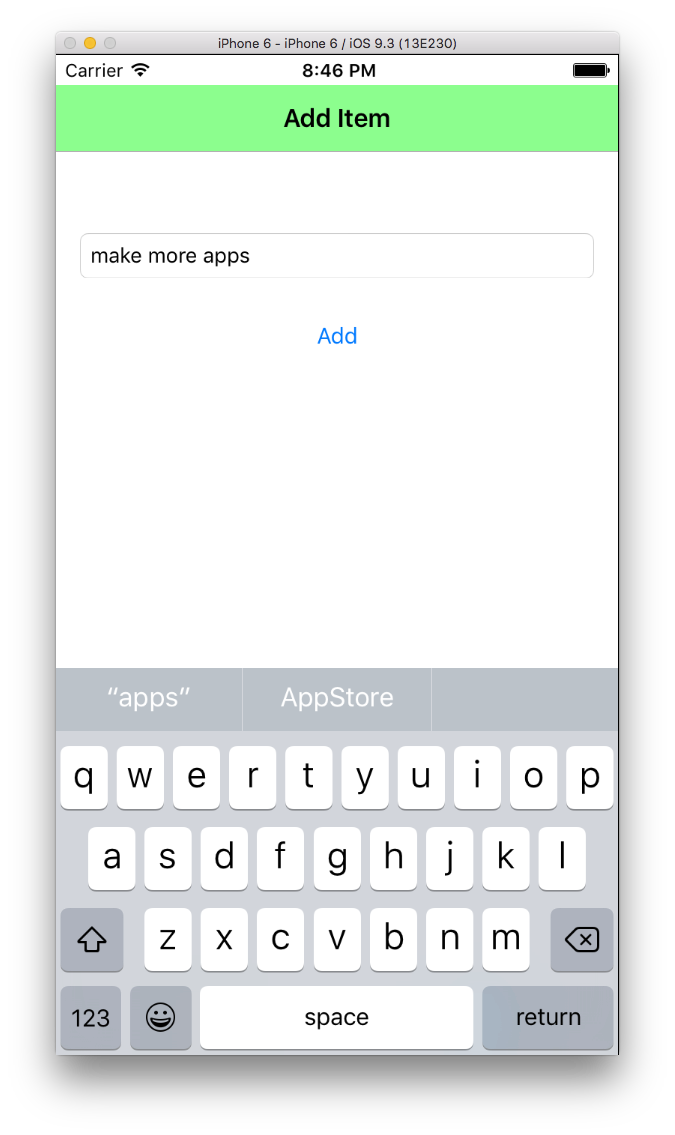 iPhone 6 - iPhone 6 / iOS 9.3 (13E230)
Carrier 8:46 PM
Add Item
make more apps
Add
“apps” AppStore
q w e r t y u i o p
a s d f g h j k l
z x c v b n m
123 space return